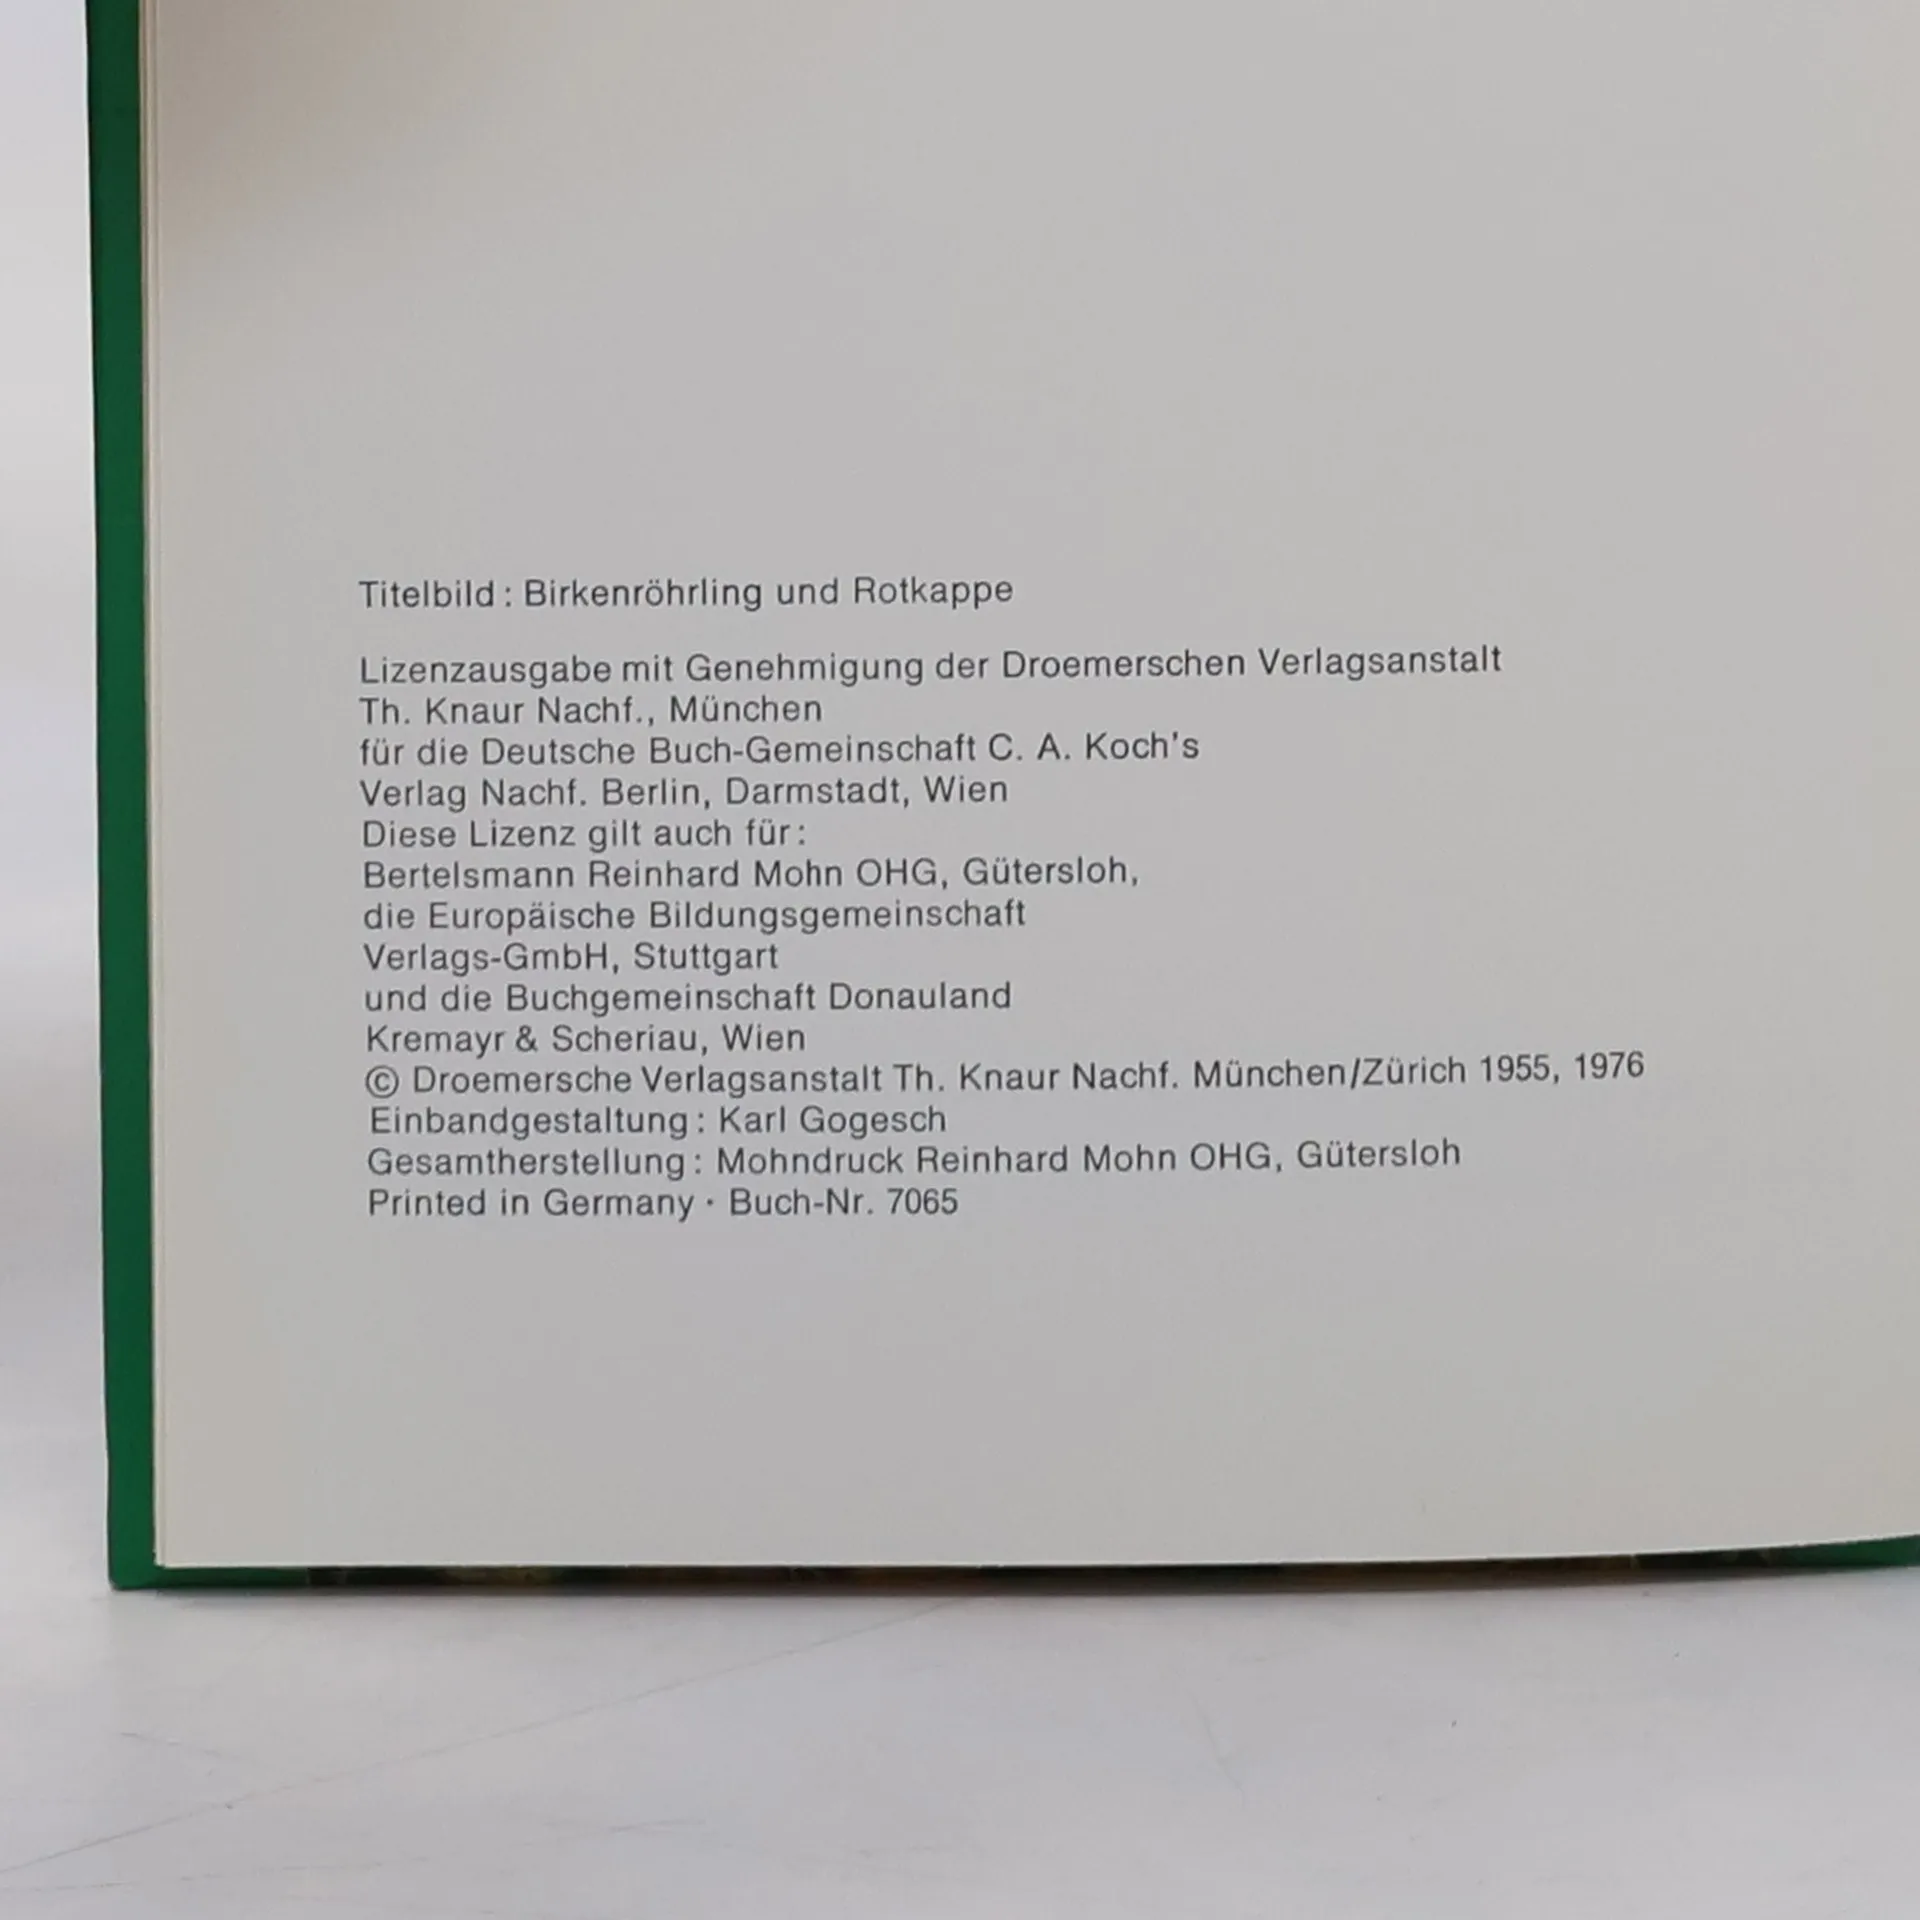 Titelbild: Birkenröhrling und Rotkappe
Lizenzausgabe mit Genehmigung der Droemerschen Verlagsanstalt
Th. Knaur Nachf., München
für die Deutsche Buch-Gemeinschaft C. A. Koch's
Verlag Nachf. Berlin, Darmstadt, Wien
Diese Lizenz gilt auch für:
Bertelsmann Reinhard Mohn OHG, Gütersloh,
die Europäische Bildungsgemeinschaft
Verlags-GmbH, Stuttgart
und die Buchgemeinschaft Donauland
Kremayr & Scheriau, Wien
© Droemersche Verlagsanstalt Th. Knaur Nachf. München/Zürich 1955, 1976
Einbandgestaltung: Karl Gogesch
Gesamtherstellung: Mohndruck Reinhard Mohn OHG, Gütersloh
Printed in Germany · Buch-Nr. 7065